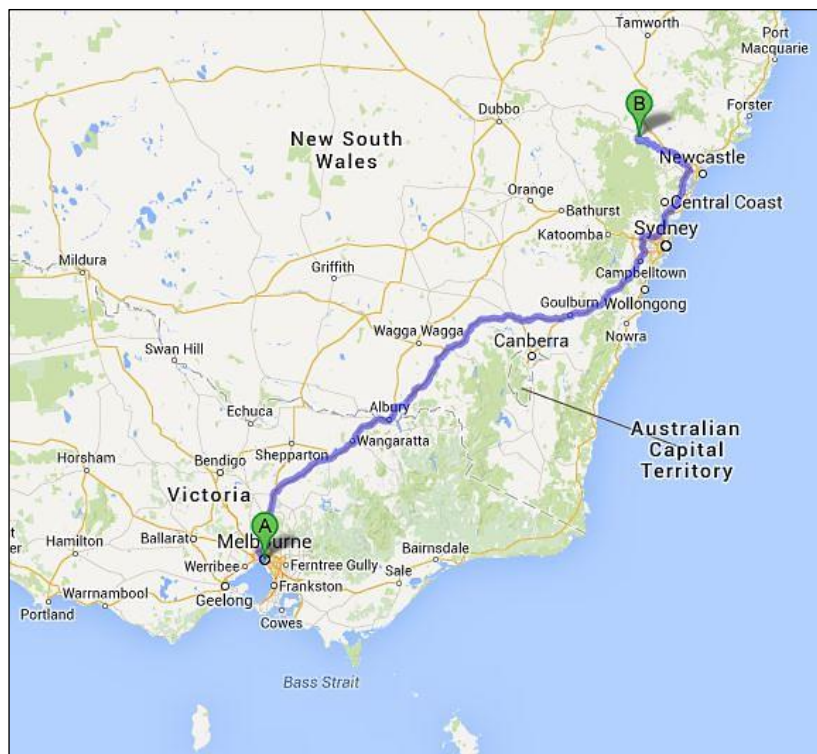 Tamworth
Port
Macquarie
B
Dubbo
Forster
New South
Wales
Newcastle
Orange
Central Coast
Bathurst
Sydney
Katoomba
Mildura
Campbelltown
Griffith
Goulburn
Wollongong
Wagga Wagga
Canberra
Nowra
Swan Hill
Albury
Echuca
Wangaratta
Australian
Capital
Territory
Shepparton
Bendigo
Horsham
Victoria
A
Melbourne
Ballarat
Hamilton
Bairnsdale
Werribee
Ferntree Gully
Sale
Frankston
Geelong
Warrnambool
Portland
Cowes
Bass Strait